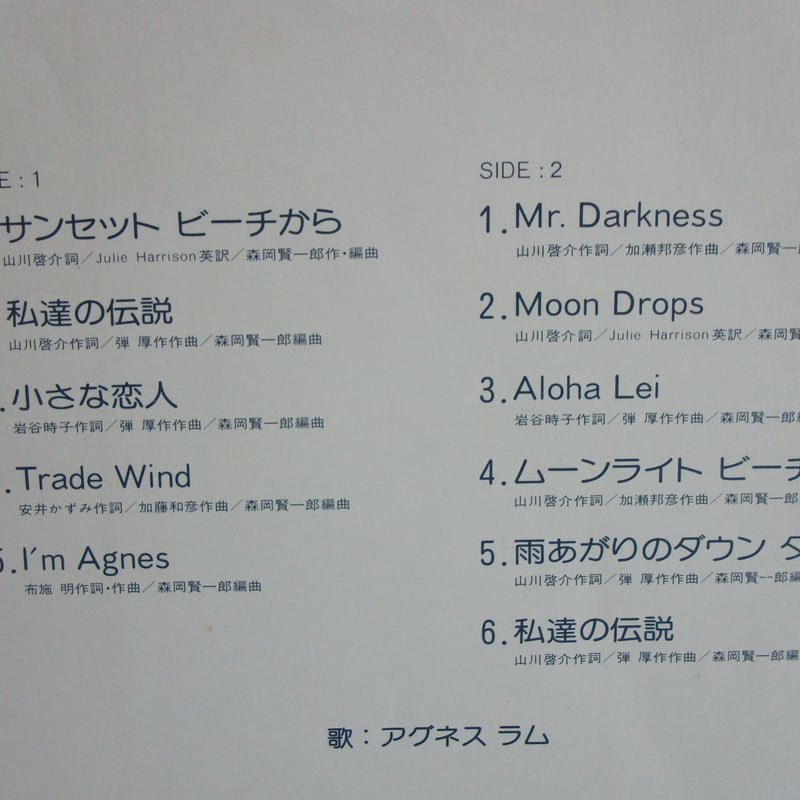 E : 1
サンセット ビーチから
山川啓介詞／Julie Harrison英訳／森岡賢一郎作・編曲
私達の伝説
山川啓介作詞／弾 厚作作曲／森岡賢一郎編曲
.小さな恋人
岩谷時子作詞／弾 厚作作曲／森岡賢一郎編曲
.Trade Wind
安井かずみ作詞／加藤和彦作曲／森岡賢一郎編曲
5.I'm Agnes
布施 明作詞・作曲／森岡賢一郎編曲
SIDE : 2
1.Mr. Darkness
山川啓介作詞／加瀬邦彦作曲／森岡賢一
2.Moon Drops
山川啓介詞／Julie Harrison英訳／森岡賢
3.Aloha Lei
岩谷時子作詞／弾 厚作作曲／森岡賢一郎
4.ムーンライト ビーチ
山川啓介作詞／加瀬邦彦作曲／森岡賢一郎
5.雨あがりのダウン タ
山川啓介作詞／弾 厚作作曲／森岡賢一郎編
6.私達の伝説
山川啓介作詞／弾 厚作作曲／森岡賢一郎編
歌：アグネス ラム